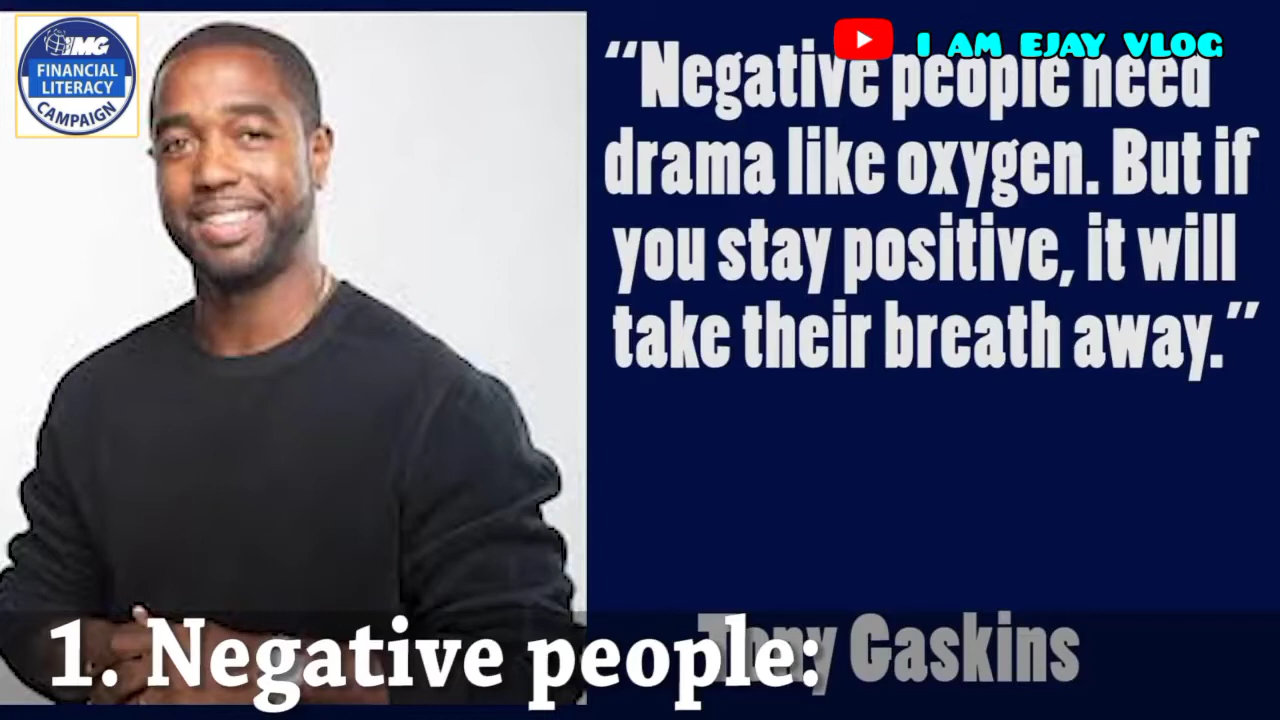 IMG
FINANCIAL
LITERACY
CAMPAIGN
I AM EJAY VLOG
“Negative people need
drama like oxygen. But if
you stay positive, it will
take their breath away.”
Tony Gaskins
1. Negative people: